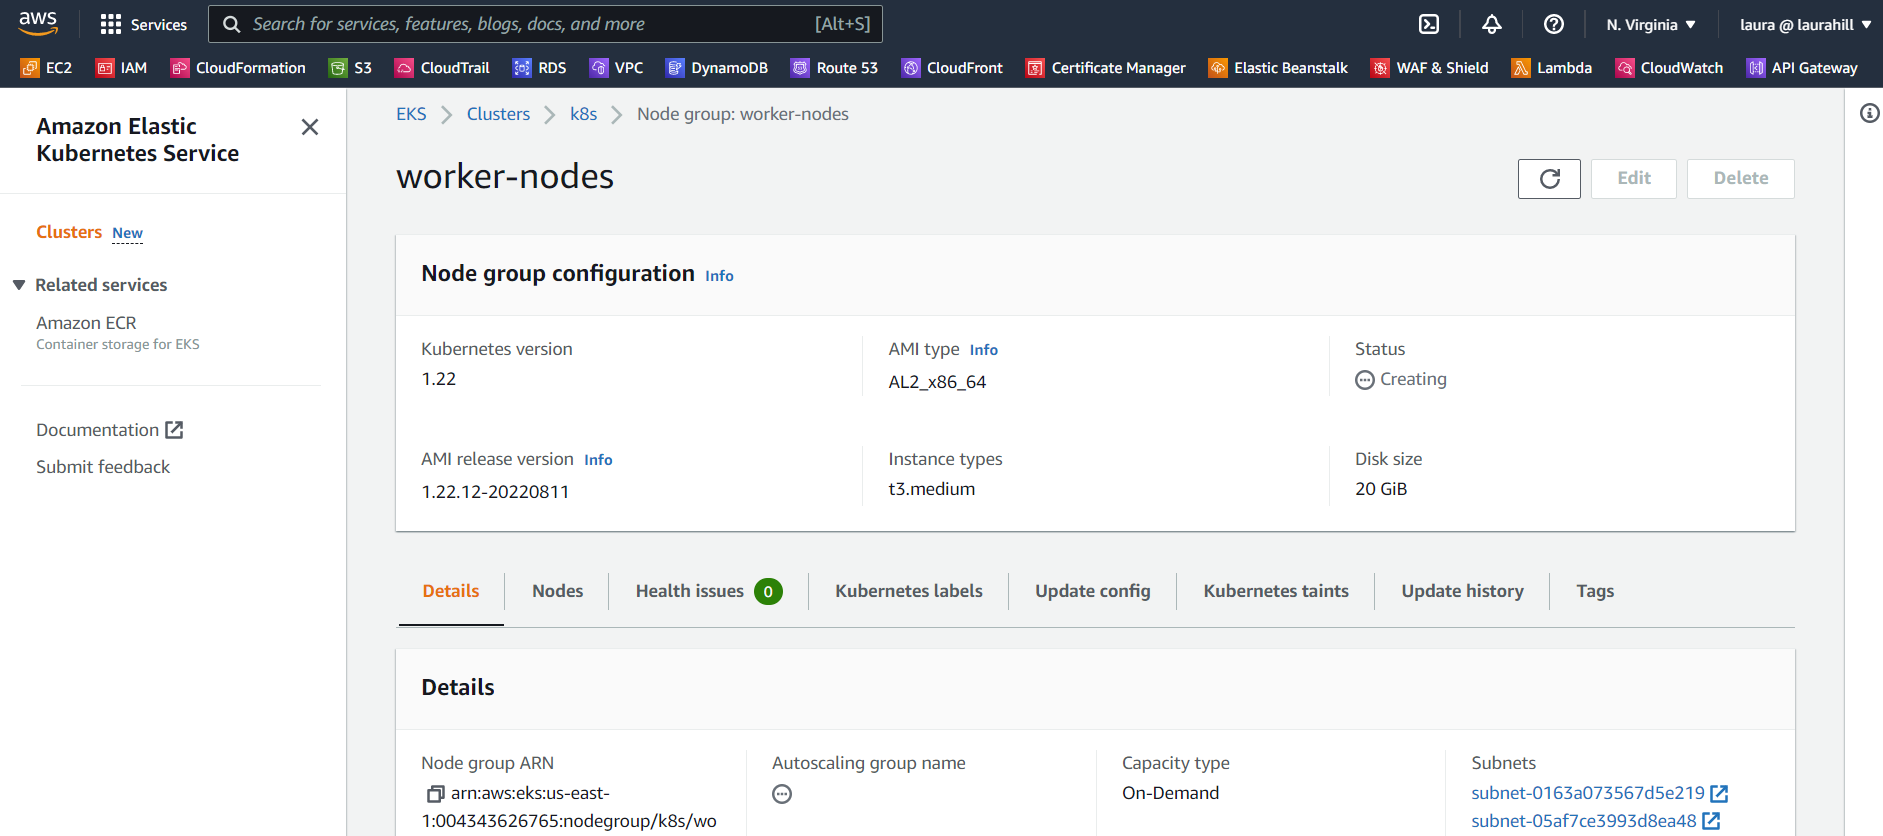 aws
Services
Search for services, features, blogs, docs, and more [Alt+S]
N. Virginia
laura @ laurahill
EC2 IAM CloudFormation S3 CloudTrail RDS VPC DynamoDB Route 53 CloudFront Certificate Manager Elastic Beanstalk WAF & Shield Lambda CloudWatch API Gateway
Amazon Elastic
Kubernetes Service
Clusters New
Related services
Amazon ECR
Container storage for EKS
Documentation
Submit feedback
EKS Clusters k8s Node group: worker-nodes
worker-nodes
Edit
Delete
Node group configuration Info
Kubernetes version
1.22
AMI type Info
AL2_x86_64
Status
Creating
AMI release version Info
1.22.12-20220811
Instance types
t3.medium
Disk size
20 GiB
Details Nodes Health issues 0 Kubernetes labels Update config Kubernetes taints Update history Tags
Details
Node group ARN
arn:aws:eks:us-east-
1:004343626765:nodegroup/k8s/wo
Autoscaling group name
Capacity type
On-Demand
Subnets
subnet-0163a073567d5e219
subnet-05af7ce3993d8ea48